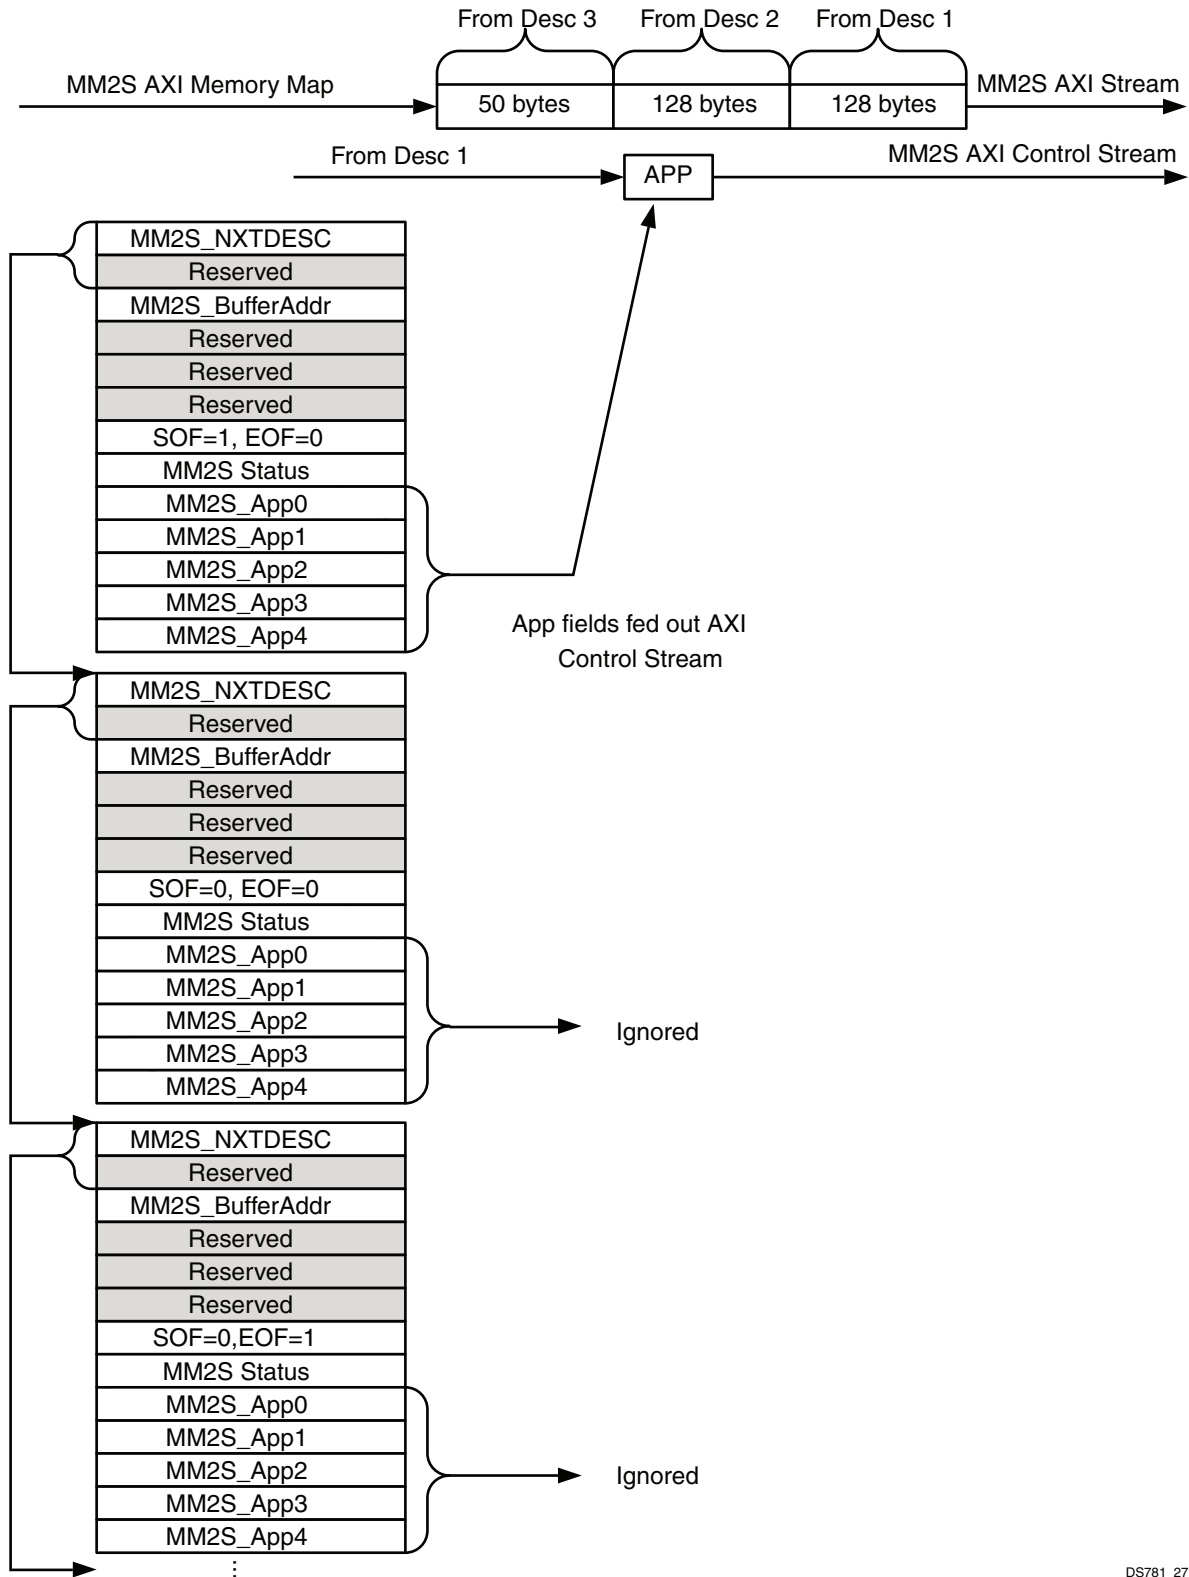 From Desc 3 From Desc 2 From Desc 1
MM2S AXI Memory Map 50 bytes 128 bytes 128 bytes MM2S AXI Stream
From Desc 1 APP MM2S AXI Control Stream
MM2S_NXTDESC
Reserved
MM2S_BufferAddr
Reserved
Reserved
Reserved
SOF=1, EOF=0
MM2S Status
MM2S_App0
MM2S_App1
MM2S_App2
MM2S_App3
MM2S_App4
App fields fed out AXI
Control Stream
MM2S_NXTDESC
Reserved
MM2S_BufferAddr
Reserved
Reserved
Reserved
SOF=0, EOF=0
MM2S Status
MM2S_App0
MM2S_App1
MM2S_App2
MM2S_App3
MM2S_App4
Ignored
MM2S_NXTDESC
Reserved
MM2S_BufferAddr
Reserved
Reserved
Reserved
SOF=0,EOF=1
MM2S Status
MM2S_App0
MM2S_App1
MM2S_App2
MM2S_App3
MM2S_App4
Ignored
DS781_27